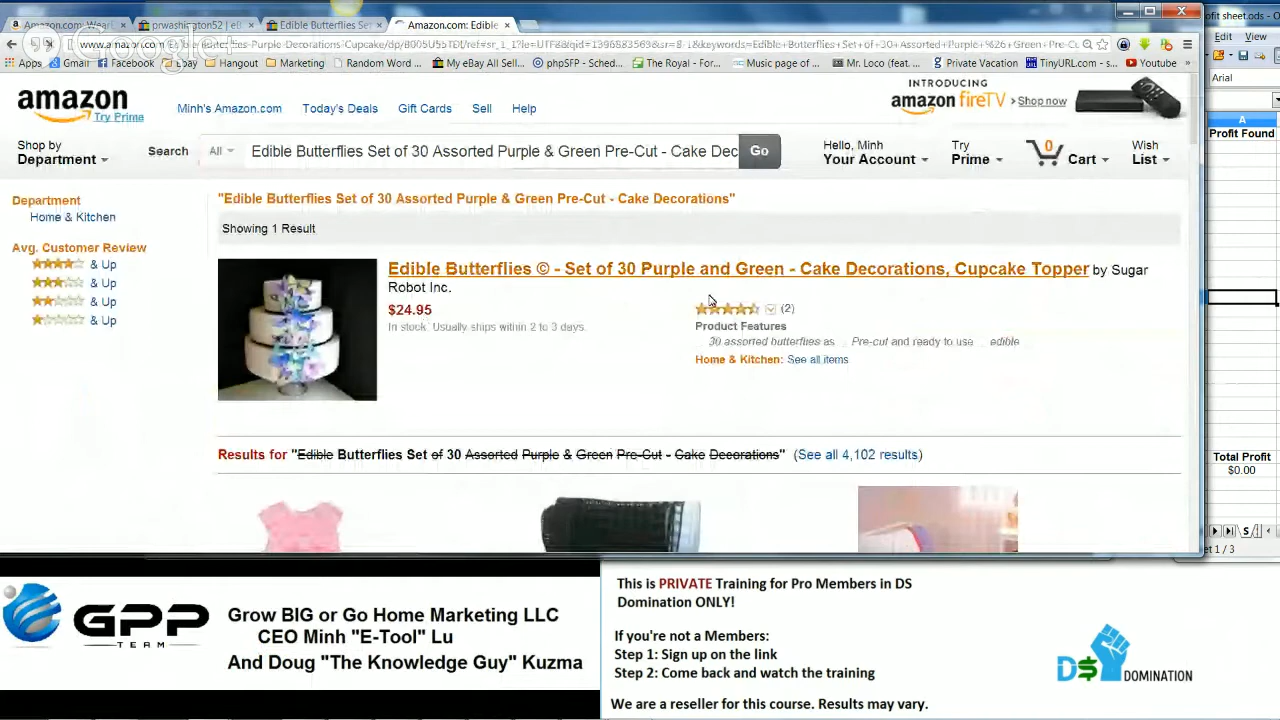 Amazon.com: Wear
prwashington52 | eB
Edible Butterflies Set
Amazon.com: Edible
ofit sheet.ods - O
www.amazon.com
Edit View
Apps Gmail Facebook Ebay Hangout Marketing Random Word... My eBay All Sit... phpSFP - Sched... The Royal - For... Music page of ... Mr. Loco (feat. ... Private Vacation TinyURL.com - s... Youtube
Google
Arial
amazon
Try Prime
Minh's Amazon.com Today's Deals Gift Cards Sell Help
INTRODUCING
amazon fireTV > Shop now
A
Profit Found
Shop by
Department
Search All Edible Butterflies Set of 30 Assorted Purple & Green Pre-Cut - Cake Dec Go
Hello, Minh
Your Account
Try
Prime
0
Cart
Wish
List
Department
Home & Kitchen
Avg. Customer Review
& Up
& Up
& Up
& Up
"Edible Butterflies Set of 30 Assorted Purple & Green Pre-Cut - Cake Decorations"
Showing 1 Result
Edible Butterflies © - Set of 30 Purple and Green - Cake Decorations, Cupcake Topper by Sugar
Robot Inc.
$24.95
In stock. Usually ships within 2 to 3 days.
(2)
Product Features
... 30 assorted butterflies as ... Pre-cut and ready to use ... edible
Home & Kitchen: See all items
Results for "Edible Butterflies Set of 30 Assorted Purple & Green Pre-Cut - Cake Decorations" (See all 4,102 results)
Total Profit
$0.00
GPP
TEAM
Grow BIG or Go Home Marketing LLC
CEO Minh "E-Tool" Lu
And Doug "The Knowledge Guy" Kuzma
This is PRIVATE Training for Pro Members in DS
Domination ONLY!
If you're not a Members:
Step 1: Sign up on the link
Step 2: Come back and watch the training
We are a reseller for this course. Results may vary.
D$ DOMINATION